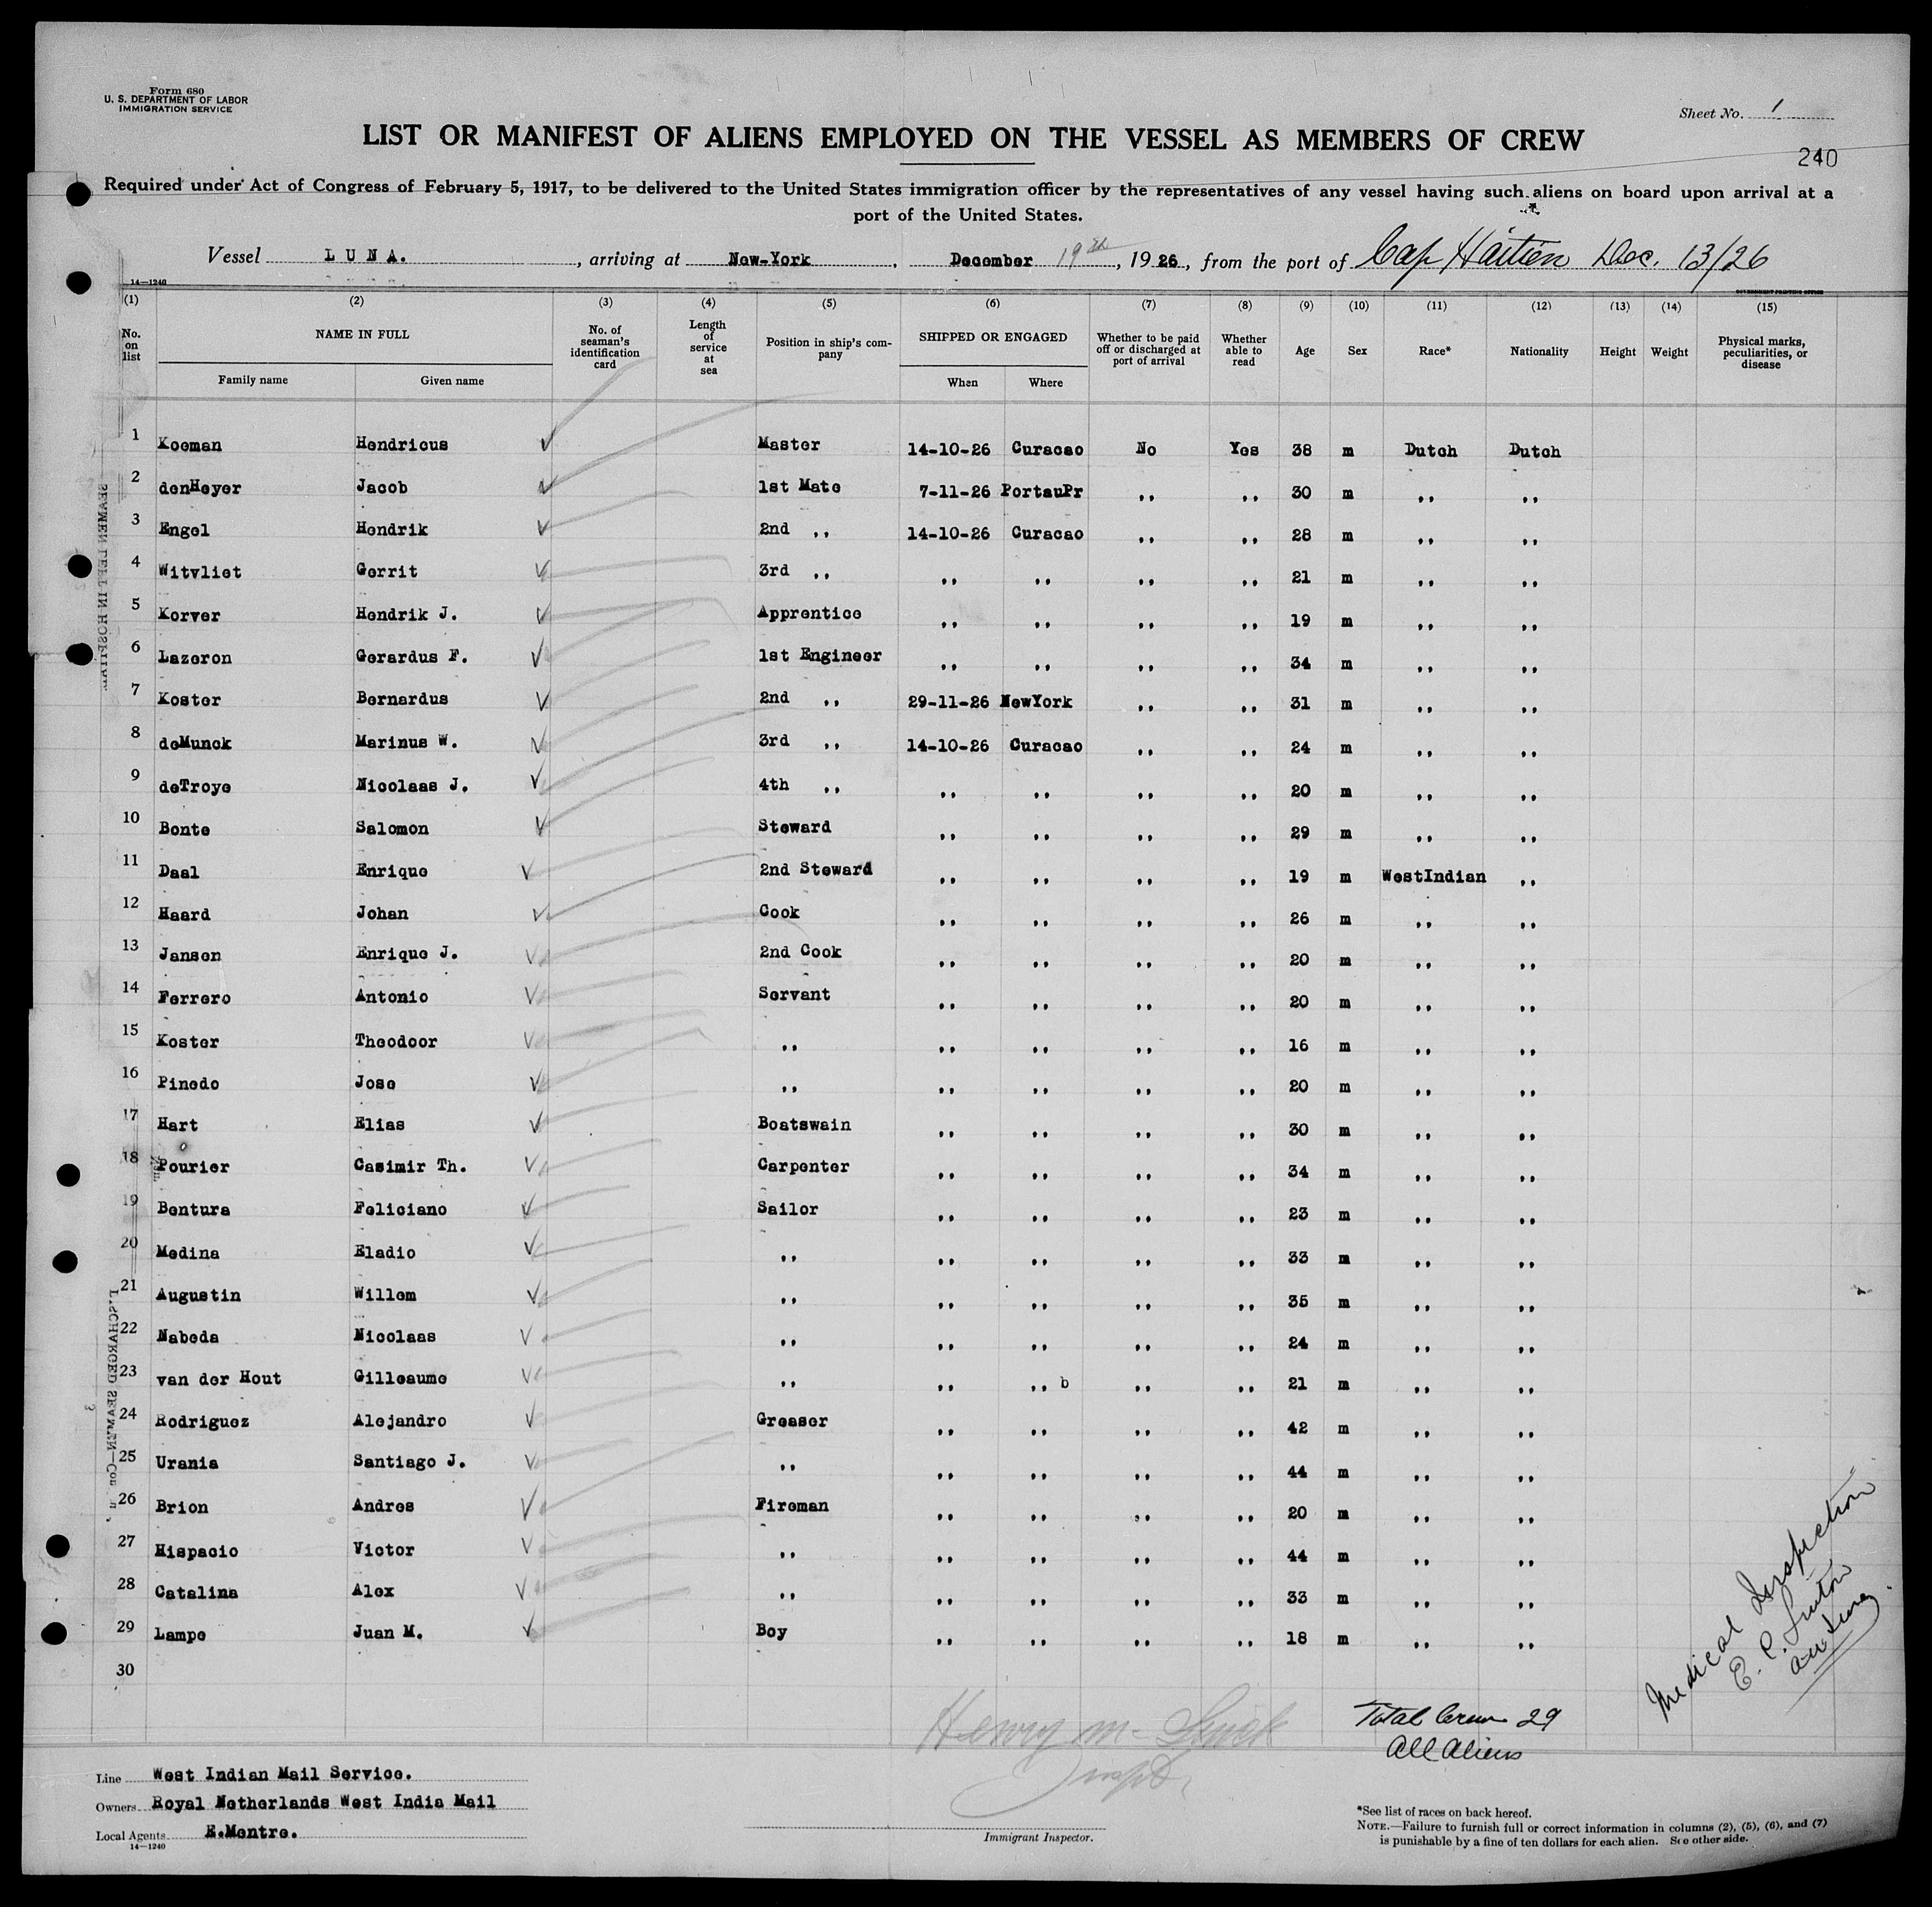 Form 680
U. S. DEPARTMENT OF LABOR
IMMIGRATION SERVICE
Sheet No. 1
LIST OR MANIFEST OF ALIENS EMPLOYED ON THE VESSEL AS MEMBERS OF CREW
240
Required under Act of Congress of February 5, 1917, to be delivered to the United States immigration officer by the representatives of any vessel having such aliens on board upon arrival at a
port of the United States.
Vessel LUNA. , arriving at New-York , December 19th , 1926, from the port of Cap Haitien Dec. 13/26
14—1240 GOVERNMENT PRINTING OFFICE
(1) (2) (3) (4) (5) (6) (7) (8) (9) (10) (11) (12) (13) (14) (15)
No. on list NAME IN FULL Family name Given name No. of seaman's identification card Length of service at sea Position in ship's company SHIPPED OR ENGAGED When Where Whether to be paid off or discharged at port of arrival Whether able to read Age Sex Race* Nationality Height Weight Physical marks, peculiarities, or disease
1 Koeman Hendricus Master 14-10-26 Curacao No Yes 38 m Dutch Dutch
2 denHeyer Jacob 1st Mate 7-11-26 PortauPr ,, ,, 30 m ,, ,,
3 Engel Hendrik 2nd ,, 14-10-26 Curacao ,, ,, 28 m ,, ,,
4 Witvliet Gerrit 3rd ,, ,, ,, ,, ,, 21 m ,, ,,
5 Korver Hendrik J. Apprentice ,, ,, ,, ,, 19 m ,, ,,
6 Lazeron Gerardus F. 1st Engineer ,, ,, ,, ,, 34 m ,, ,,
7 Koster Bernardus 2nd ,, 29-11-26 NewYork ,, ,, 31 m ,, ,,
8 deMunck Marinus W. 3rd ,, 14-10-26 Curacao ,, ,, 24 m ,, ,,
9 deTroye Nicolaas J. 4th ,, ,, ,, ,, ,, 20 m ,, ,,
10 Bonte Salomon Steward ,, ,, ,, ,, 29 m ,, ,,
11 Daal Enrique 2nd Steward ,, ,, ,, ,, 19 m WestIndian ,,
12 Haard Johan Cook ,, ,, ,, ,, 26 m ,, ,,
13 Jansen Enrique J. 2nd Cook ,, ,, ,, ,, 20 m ,, ,,
14 Ferrero Antonio Servant ,, ,, ,, ,, 20 m ,, ,,
15 Koster Theodoor ,, ,, ,, ,, ,, 16 m ,, ,,
16 Pinedo Jose ,, ,, ,, ,, ,, 20 m ,, ,,
17 Hart Elias Boatswain ,, ,, ,, ,, 30 m ,, ,,
18 Pourier Casimir Th. Carpenter ,, ,, ,, ,, 34 m ,, ,,
19 Bentura Feliciano Sailor ,, ,, ,, ,, 23 m ,, ,,
20 Medina Eladio ,, ,, ,, ,, ,, 33 m ,, ,,
21 Augustin Willem ,, ,, ,, ,, ,, 35 m ,, ,,
22 Nabeda Nicolaas ,, ,, ,, ,, ,, 24 m ,, ,,
23 van der Hout Gilleaume ,, ,, ,, b ,, ,, 21 m ,, ,,
24 Rodriguez Alejandro Greaser ,, ,, ,, ,, 42 m ,, ,,
25 Urania Santiago J. ,, ,, ,, ,, ,, 44 m ,, ,,
26 Brion Andres Fireman ,, ,, ,, ,, 20 m ,, ,,
27 Hispacio Victor ,, ,, ,, ,, ,, 44 m ,, ,,
28 Catalina Alex ,, ,, ,, ,, ,, 33 m ,, ,,
29 Lampe Juan M. Boy ,, ,, ,, ,, 18 m ,, ,,
30
Medical Inspection
Total Crew 29
All Aliens
Henry M-
Inspt.
Line West Indian Mail Service.
Owners Royal Netherlands West India Mail
Local Agents E.Mentre.
14—1240
Immigrant Inspector.
*See list of races on back hereof.
NOTE.—Failure to furnish full or correct information in columns (2), (5), (6), and (7)
is punishable by a fine of ten dollars for each alien. See other side.